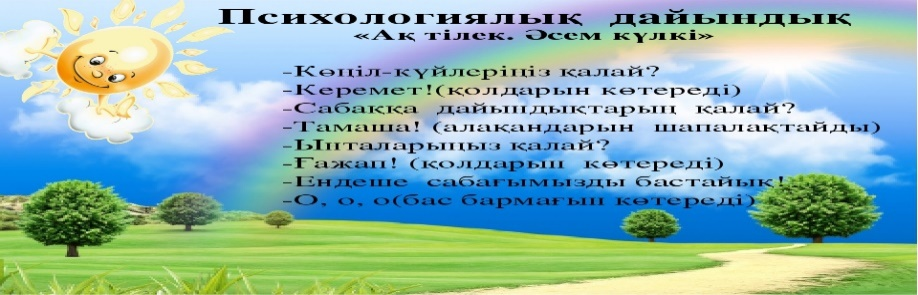 Психологиялық дайындық
«Ақ тілек. Әсем күлкі»
-Көңіл-күйлеріңіз қалай?
-Керемет!(қолдарын көтереді)
-Сабаққа дайындықтарың қалай?
-Тамаша! (алақандарын шапалақтайды)
-Ынталарыңыз қалай?
-Ғажап! (қолдарын көтереді)
-Ендеше сабағымызды бастайық!
-О, о, о(бас бармағын көтереді)